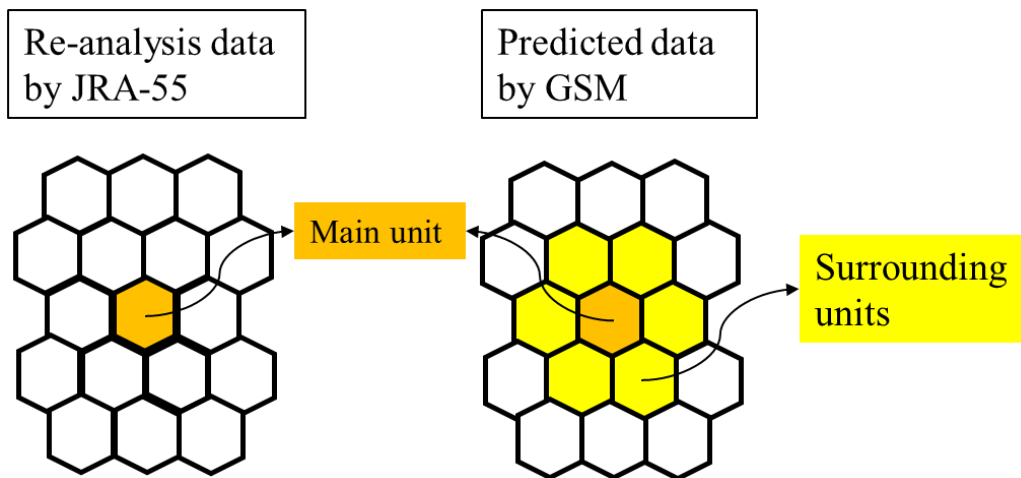 Re-analysis data
by JRA-55
Predicted data
by GSM
Main unit
Surrounding
units